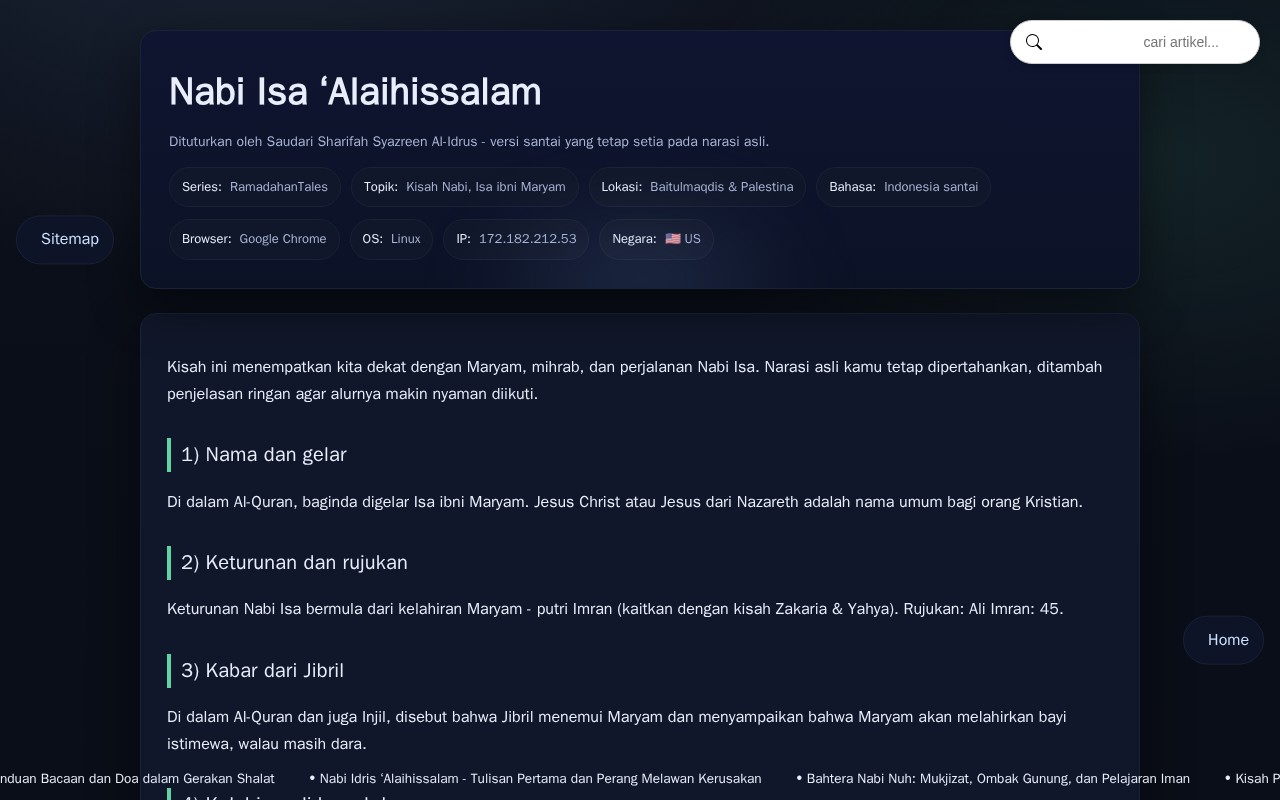 cari artikel...
Nabi Isa ‘Alaihissalam
Dituturkan oleh Saudari Sharifah Syazreen Al-Idrus - versi santai yang tetap setia pada narasi asli.
Series: RamadahanTales Topik: Kisah Nabi, Isa ibni Maryam Lokasi: Baitulmaqdis & Palestina Bahasa: Indonesia santai
Browser: Google Chrome OS: Linux IP: 172.182.212.53 Negara: 🇺🇸 US
Sitemap
Kisah ini menempatkan kita dekat dengan Maryam, mihrab, dan perjalanan Nabi Isa. Narasi asli kamu tetap dipertahankan, ditambah
penjelasan ringan agar alurnya makin nyaman diikuti.
1) Nama dan gelar
Di dalam Al-Quran, baginda digelar Isa ibni Maryam. Jesus Christ atau Jesus dari Nazareth adalah nama umum bagi orang Kristian.
2) Keturunan dan rujukan
Keturunan Nabi Isa bermula dari kelahiran Maryam - putri Imran (kaitkan dengan kisah Zakaria & Yahya). Rujukan: Ali Imran: 45.
Home
3) Kabar dari Jibril
Di dalam Al-Quran dan juga Injil, disebut bahwa Jibril menemui Maryam dan menyampaikan bahwa Maryam akan melahirkan bayi
istimewa, walau masih dara.
nduan Bacaan dan Doa dalam Gerakan Shalat • Nabi Idris ‘Alaihissalam - Tulisan Pertama dan Perang Melawan Kerusakan • Bahtera Nabi Nuh: Mukjizat, Ombak Gunung, dan Pelajaran Iman • Kisah P